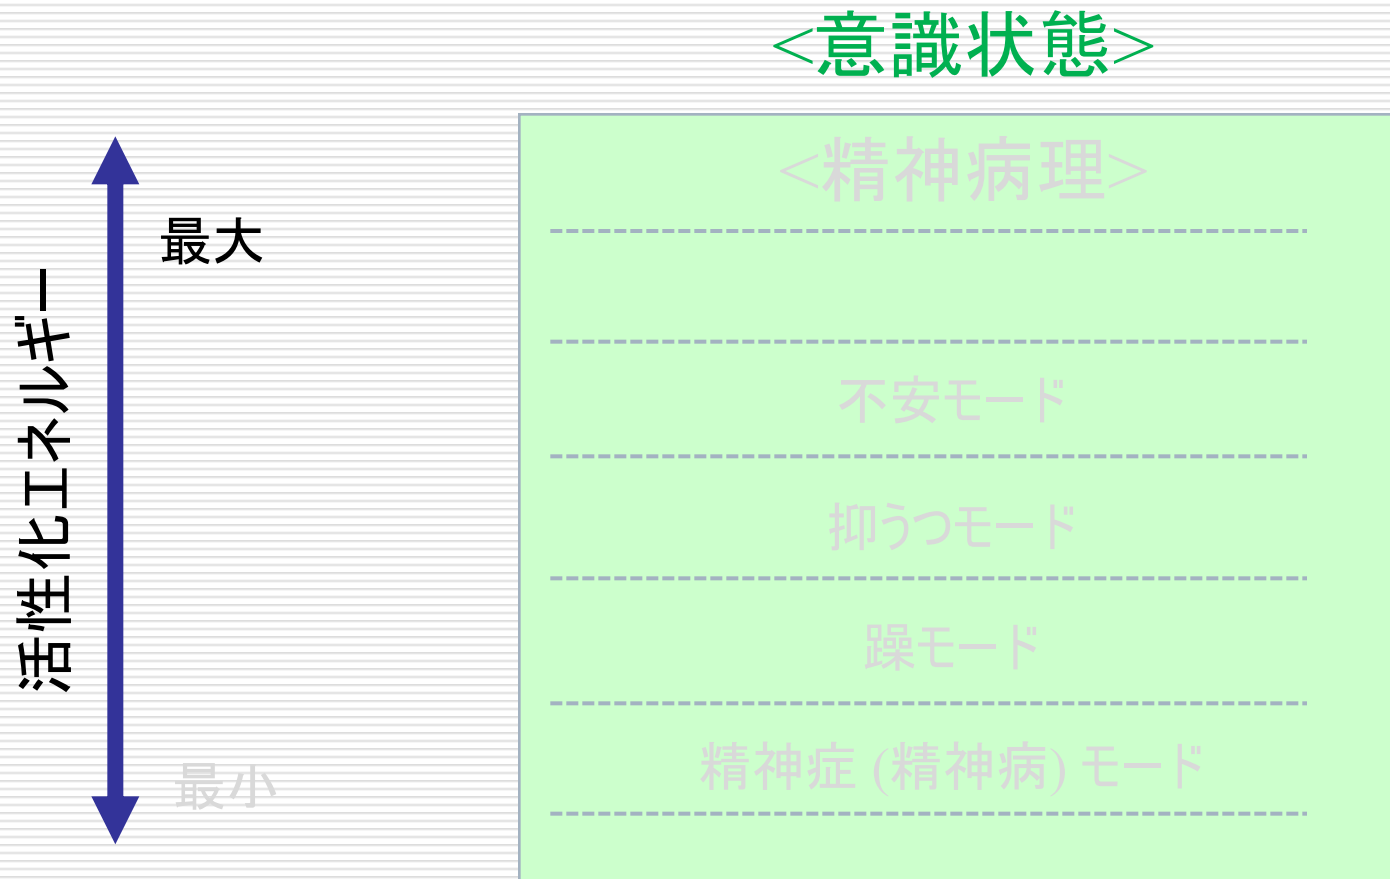 <意識状態>
<精神病理>
最大
活性化エネルギー
不安モード
抑うつモード
躁モード
精神症 (精神病) モード
最小